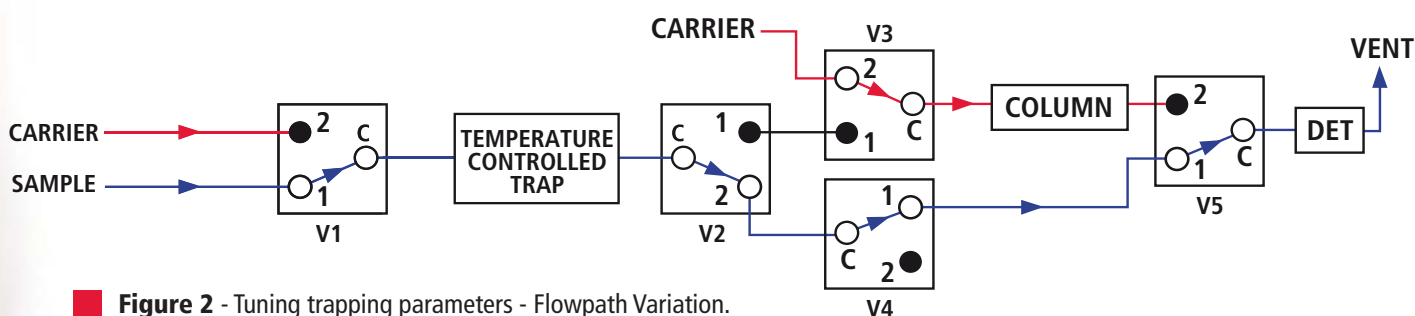 CARRIER
V3
VENT
2
C
1
CARRIER
2
C
SAMPLE
1
V1
TEMPERATURE
CONTROLLED
TRAP
1
C
2
V2
COLUMN
2
1
C
V5
DET
1
C
2
V4
Figure 2 - Tuning trapping parameters - Flowpath Variation.